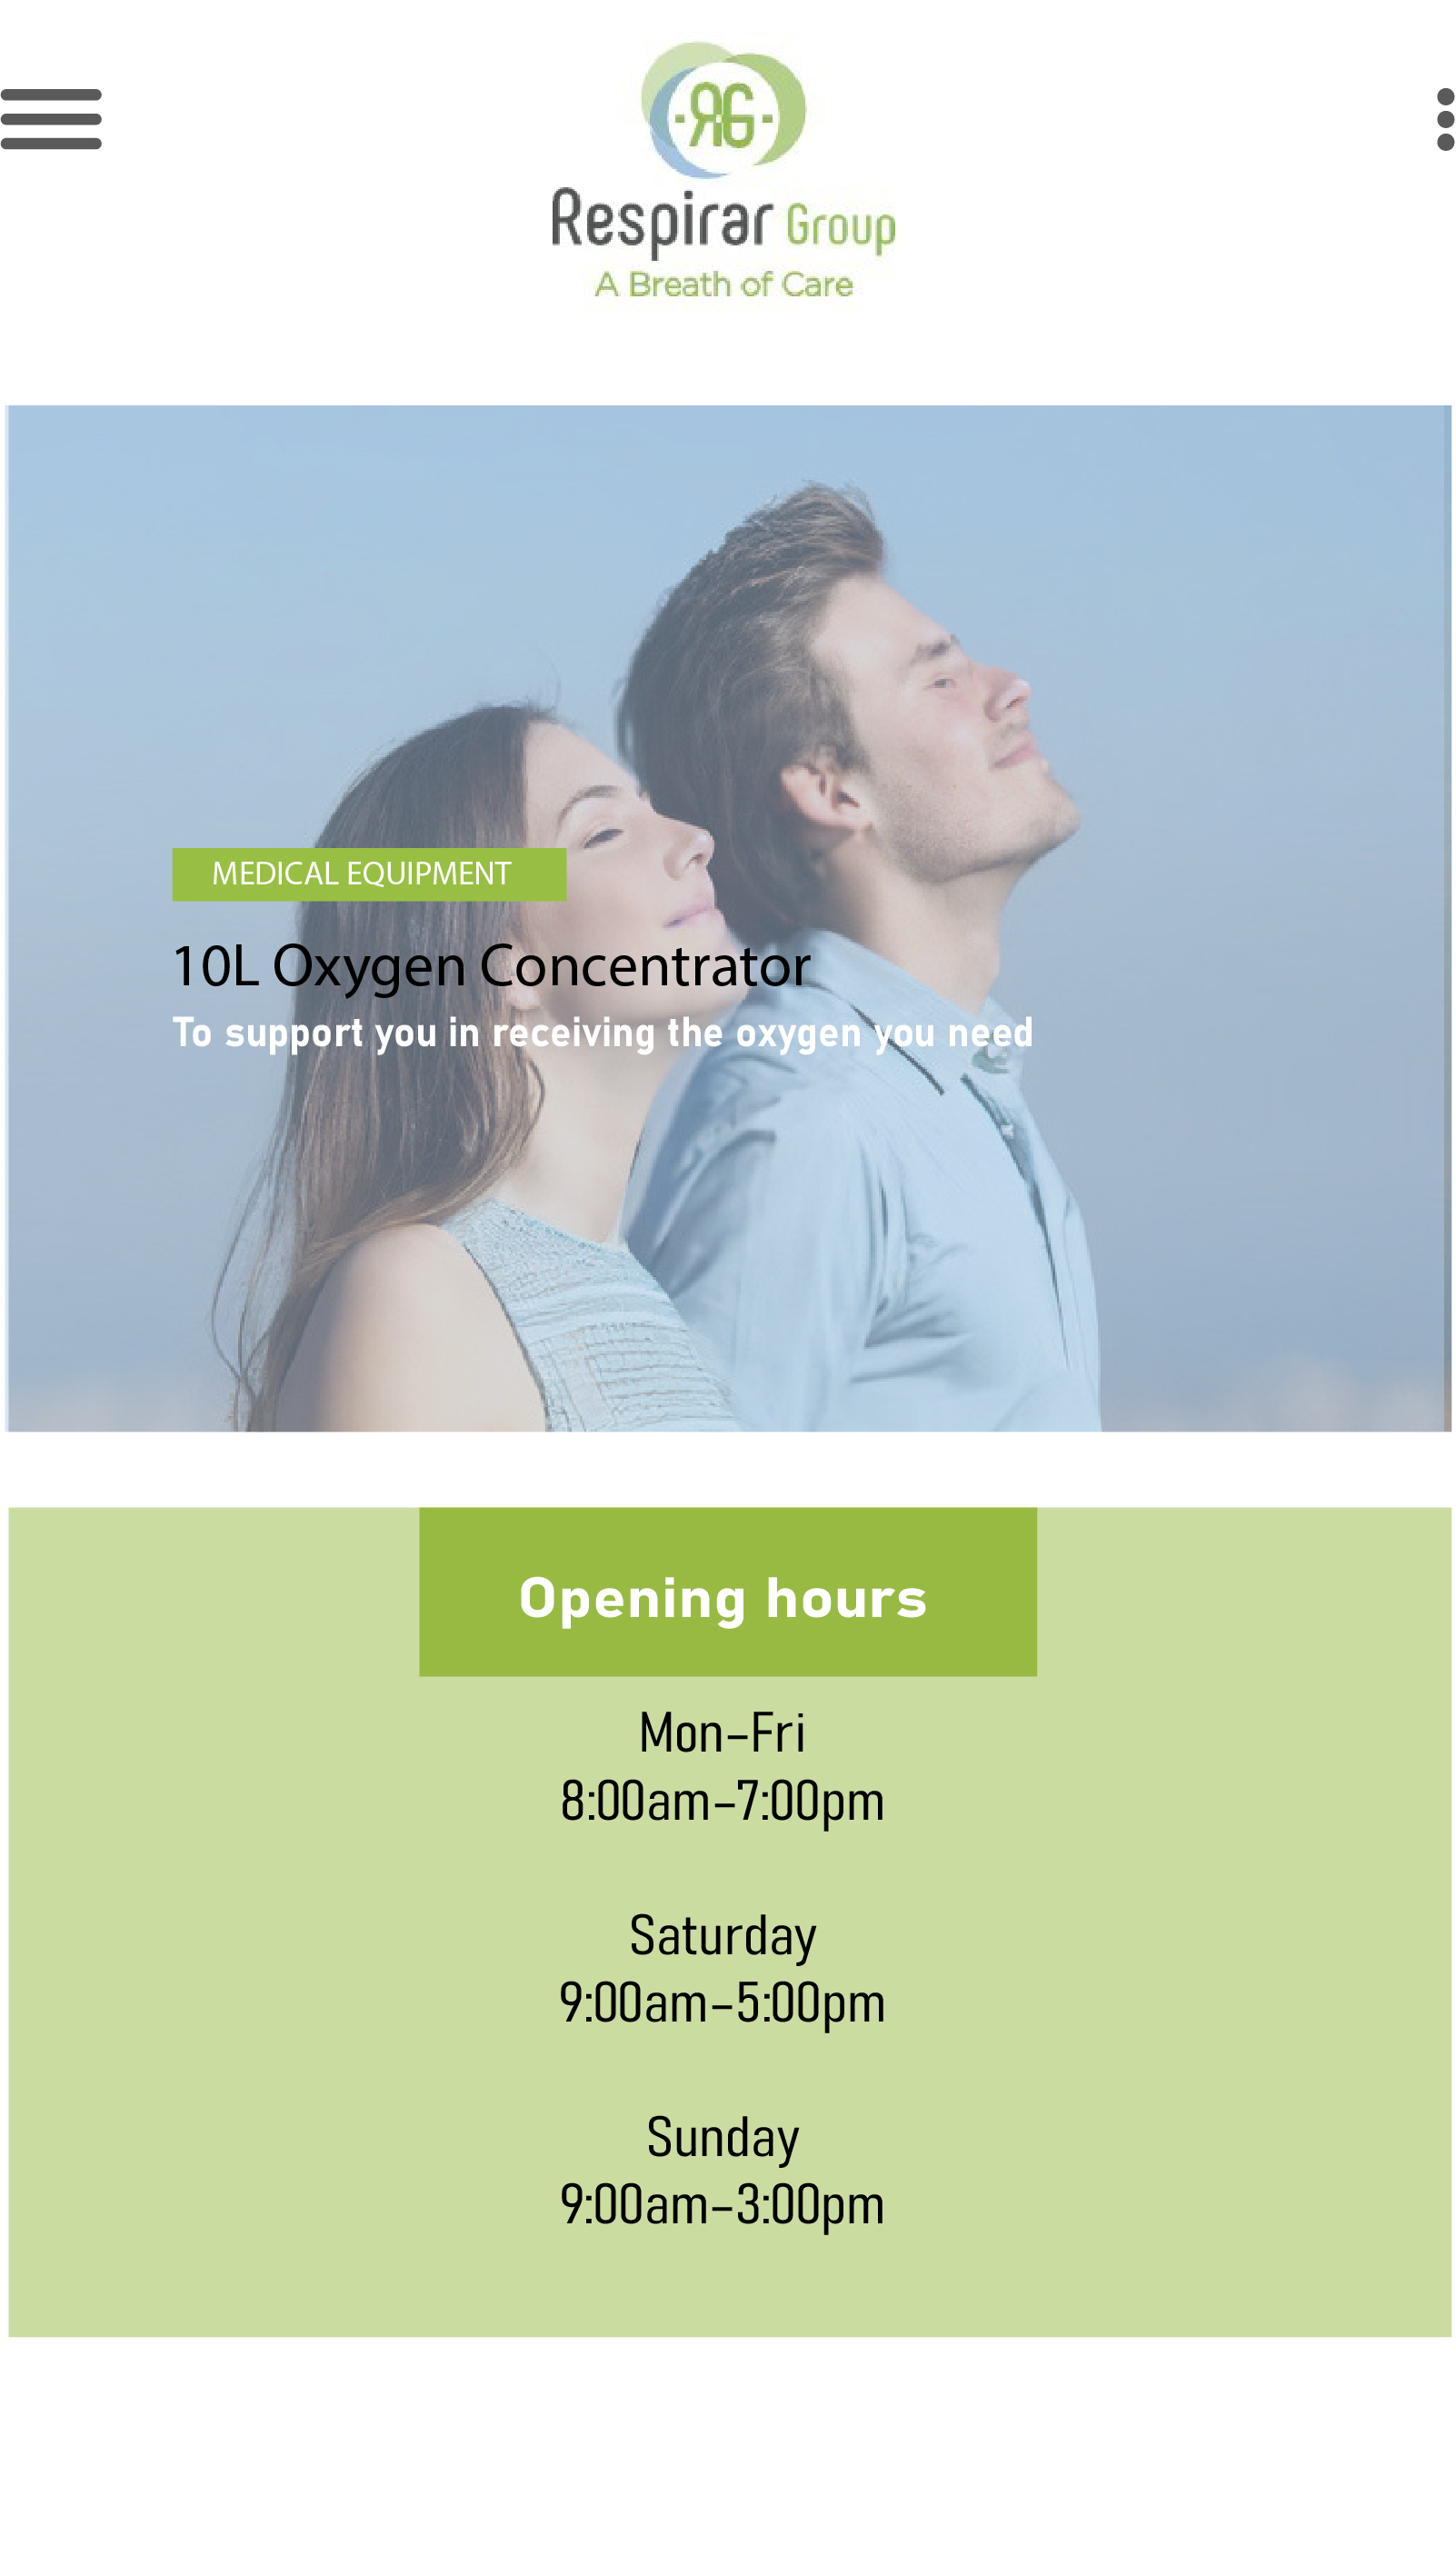 RG
Respirar Group
A Breath of Care
MEDICAL EQUIPMENT
10L Oxygen Concentrator
To support you in receiving the oxygen you need
Opening hours
Mon–Fri
8:00am–7:00pm
Saturday
9:00am–5:00pm
Sunday
9:00am–3:00pm